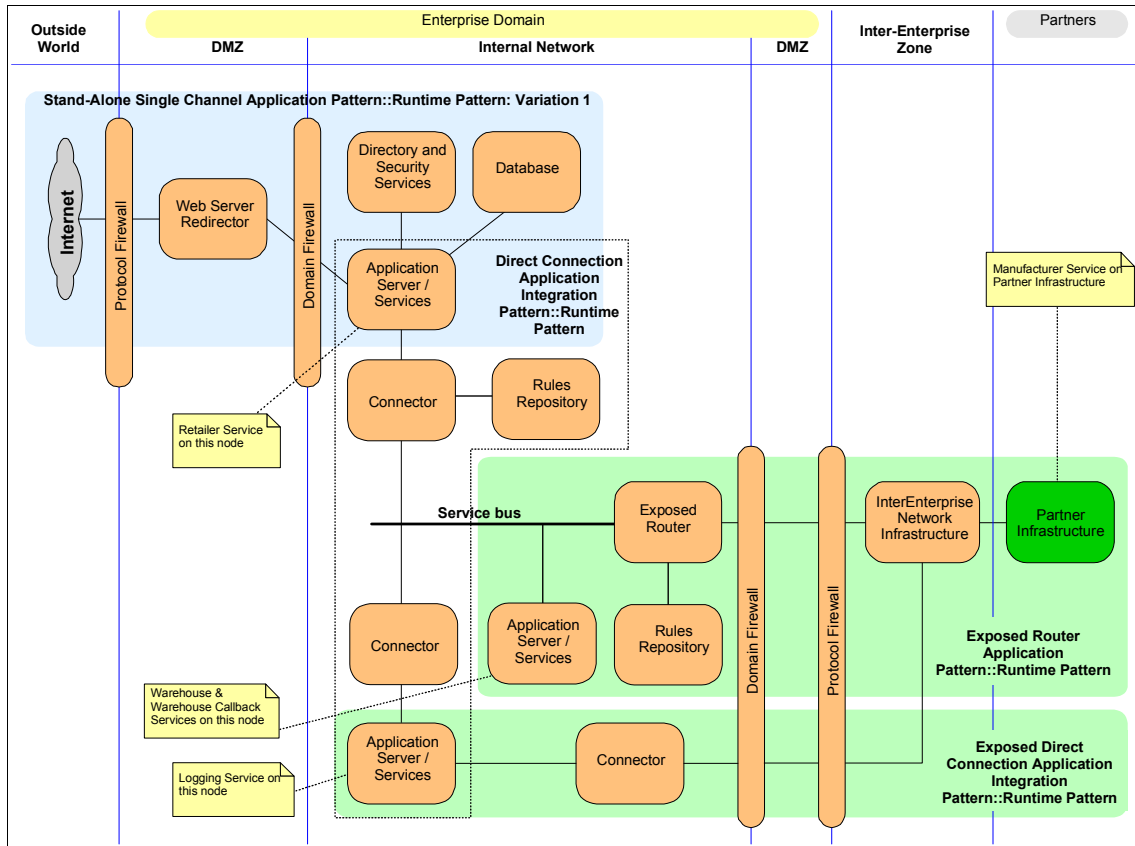 Enterprise Domain
Partners
Outside
World
DMZ
Internal Network
DMZ
Inter-Enterprise
Zone
Stand-Alone Single Channel Application Pattern::Runtime Pattern: Variation 1
Internet
Protocol Firewall
Web Server
Redirector
Domain Firewall
Directory and
Security
Services
Database
Application
Server /
Services
Direct Connection
Application
Integration
Pattern::Runtime
Pattern
Manufacturer Service on
Partner Infrastructure
Connector
Rules
Repository
Retailer Service
on this node
Service bus
Exposed
Router
Domain Firewall
Protocol Firewall
InterEnterprise
Network
Infrastructure
Partner
Infrastructure
Connector
Application
Server /
Services
Rules
Repository
Exposed Router
Application
Pattern::Runtime Pattern
Warehouse &
Warehouse Callback
Services on this node
Application
Server /
Services
Connector
Exposed Direct
Connection Application
Integration
Pattern::Runtime Pattern
Logging Service on
this node